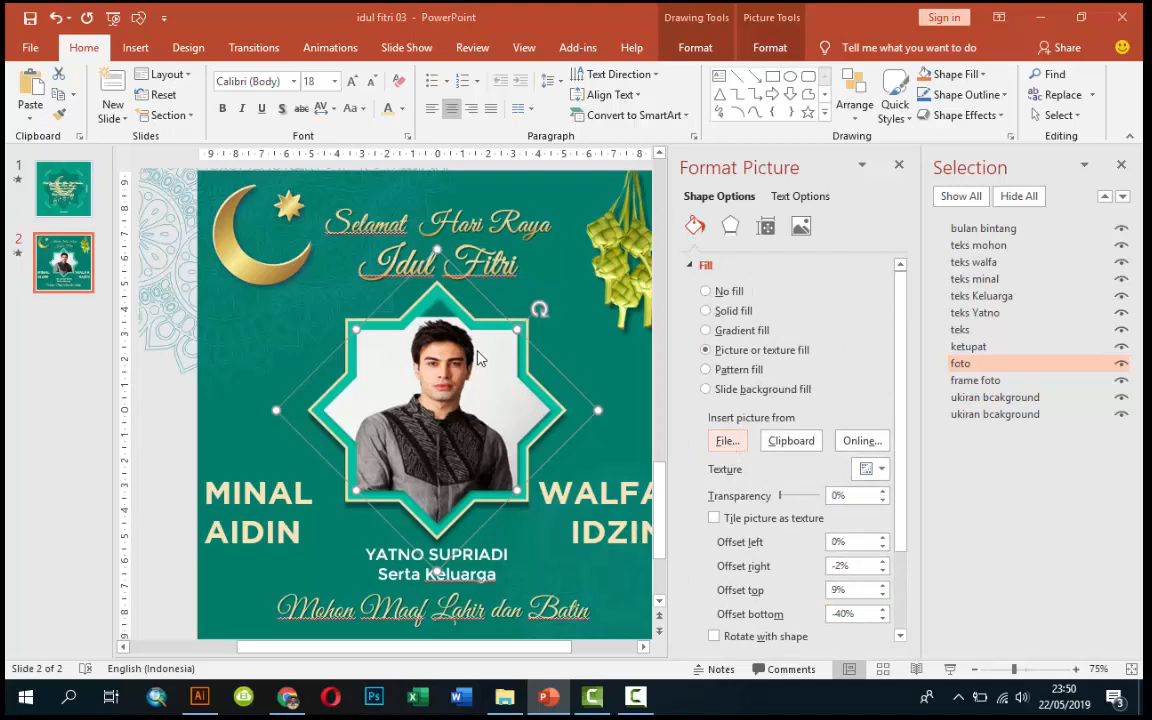 idul fitri 03 - PowerPoint
Drawing Tools
Picture Tools
Sign in
File
Home
Insert
Design
Transitions
Animations
Slide Show
Review
View
Add-ins
Help
Format
Format
Tell me what you want to do
Share
Paste
Clipboard
New
Slide
Layout
Reset
Section
Slides
Calibri (Body)
18
Font
Paragraph
Text Direction
Align Text
Convert to SmartArt
Arrange
Quick
Styles
Drawing
Shape Fill
Shape Outline
Shape Effects
Find
Replace
Select
Editing
1
2
Selamat Hari Raya
Idul Fitri
MINAL
AIDIN
WALFA
IDZIN
YATNO SUPRIADI
Serta Keluarga
Mohon Maaf Lahir dan Batin
Format Picture
Shape Options
Text Options
Fill
No fill
Solid fill
Gradient fill
Picture or texture fill
Pattern fill
Slide background fill
Insert picture from
File...
Clipboard
Online...
Texture
Transparency
0%
Tile picture as texture
Offset left
0%
Offset right
-2%
Offset top
9%
Offset bottom
-40%
Rotate with shape
Selection
Show All
Hide All
bulan bintang
teks mohon
teks walfa
teks minal
teks Keluarga
teks Yatno
teks
ketupat
foto
frame foto
ukiran bcakground
ukiran bcakground
Slide 2 of 2
English (Indonesia)
Notes
Comments
75%
23:50
22/05/2019